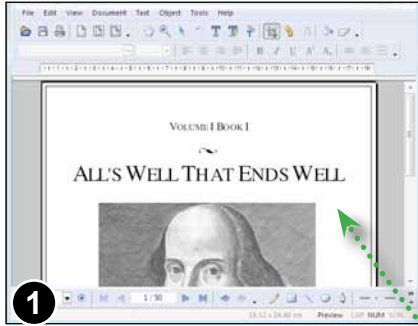 File Edit View Document Text Object Tools Help
VOLUME I BOOK I
ALL'S WELL THAT ENDS WELL
1
1/50
Preview CAP NUM SCRL